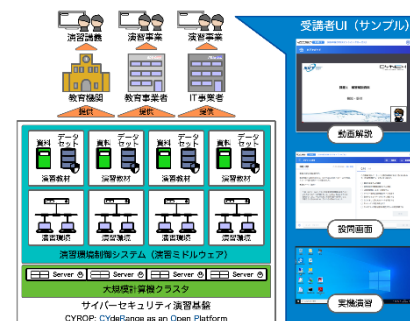 受講者UI（サンプル）
演習講義
演習事業
演習事業
教育機関
教育事業者
IT事業者
提供
提供
提供
動画解説
設問画面
実機演習
資料
データセット
資料
データセット
資料
データセット
資料
データセット
演習教材
演習教材
演習教材
演習教材
演習環境
演習環境
演習環境
演習環境
演習環境制御システム（演習ミドルウェア）
Server
Server
Server
Server
大規模計算機クラスタ
サイバーセキュリティ演習基盤
CYROP: CYdeRange as an Open Platform